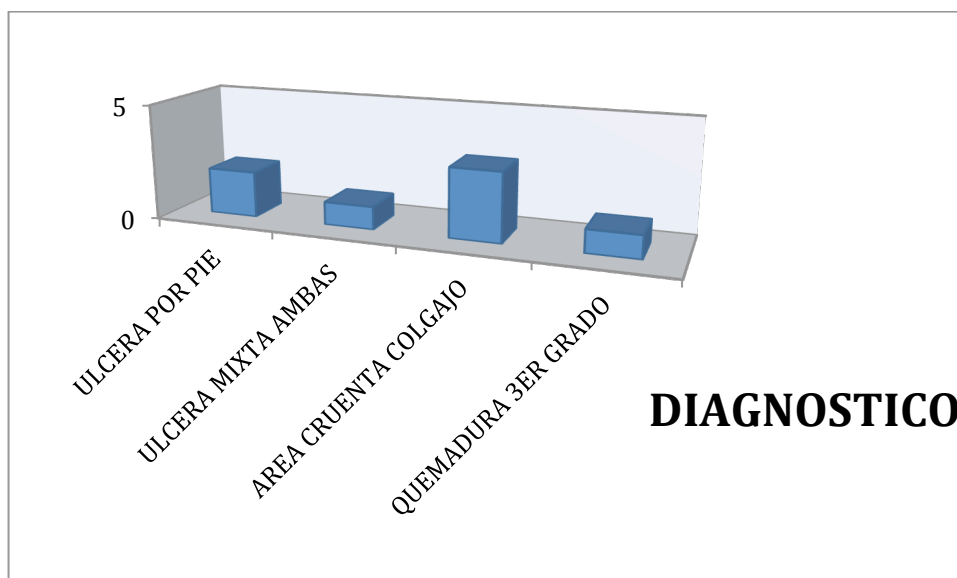 5
0
ULCERA POR PIE
ULCERA MIXTA AMBAS
AREA CRUENTA COLGAJO
QUEMADURA 3ER GRADO
DIAGNOSTICO